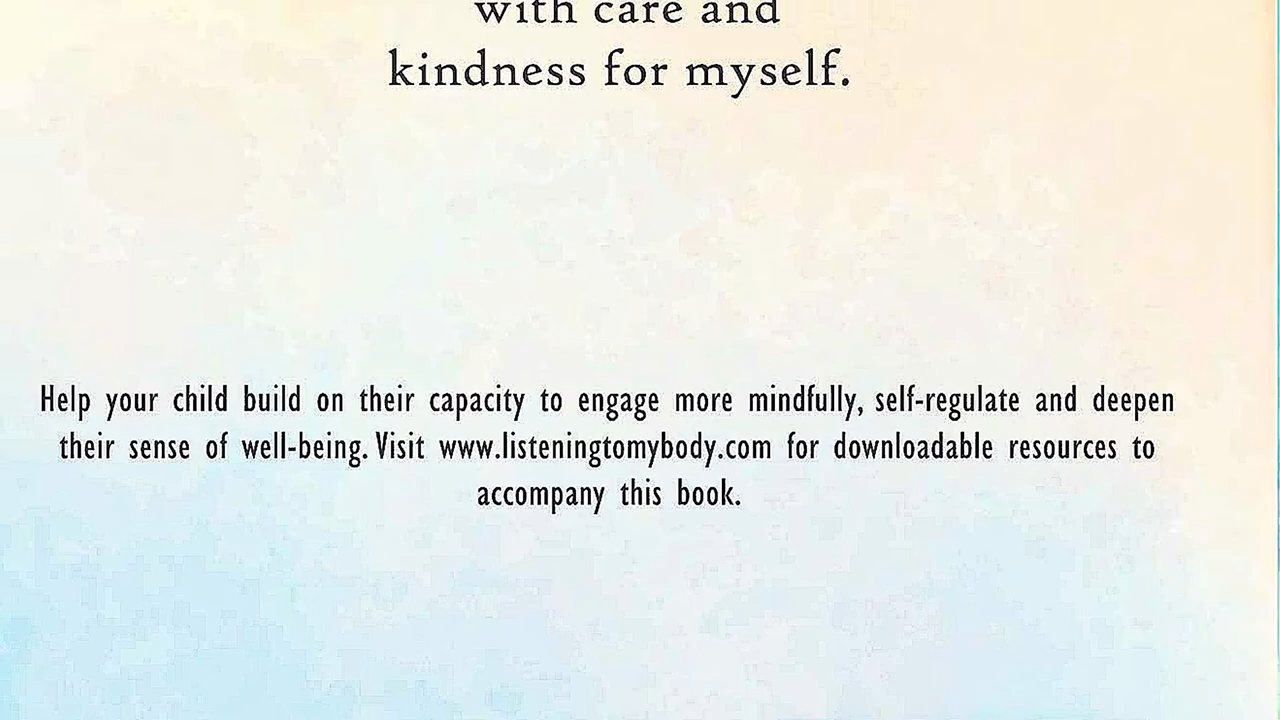 with care and
kindness for myself.
Help your child build on their capacity to engage more mindfully, self-regulate and deepen
their sense of well-being. Visit www.listeningtomybody.com for downloadable resources to
accompany this book.